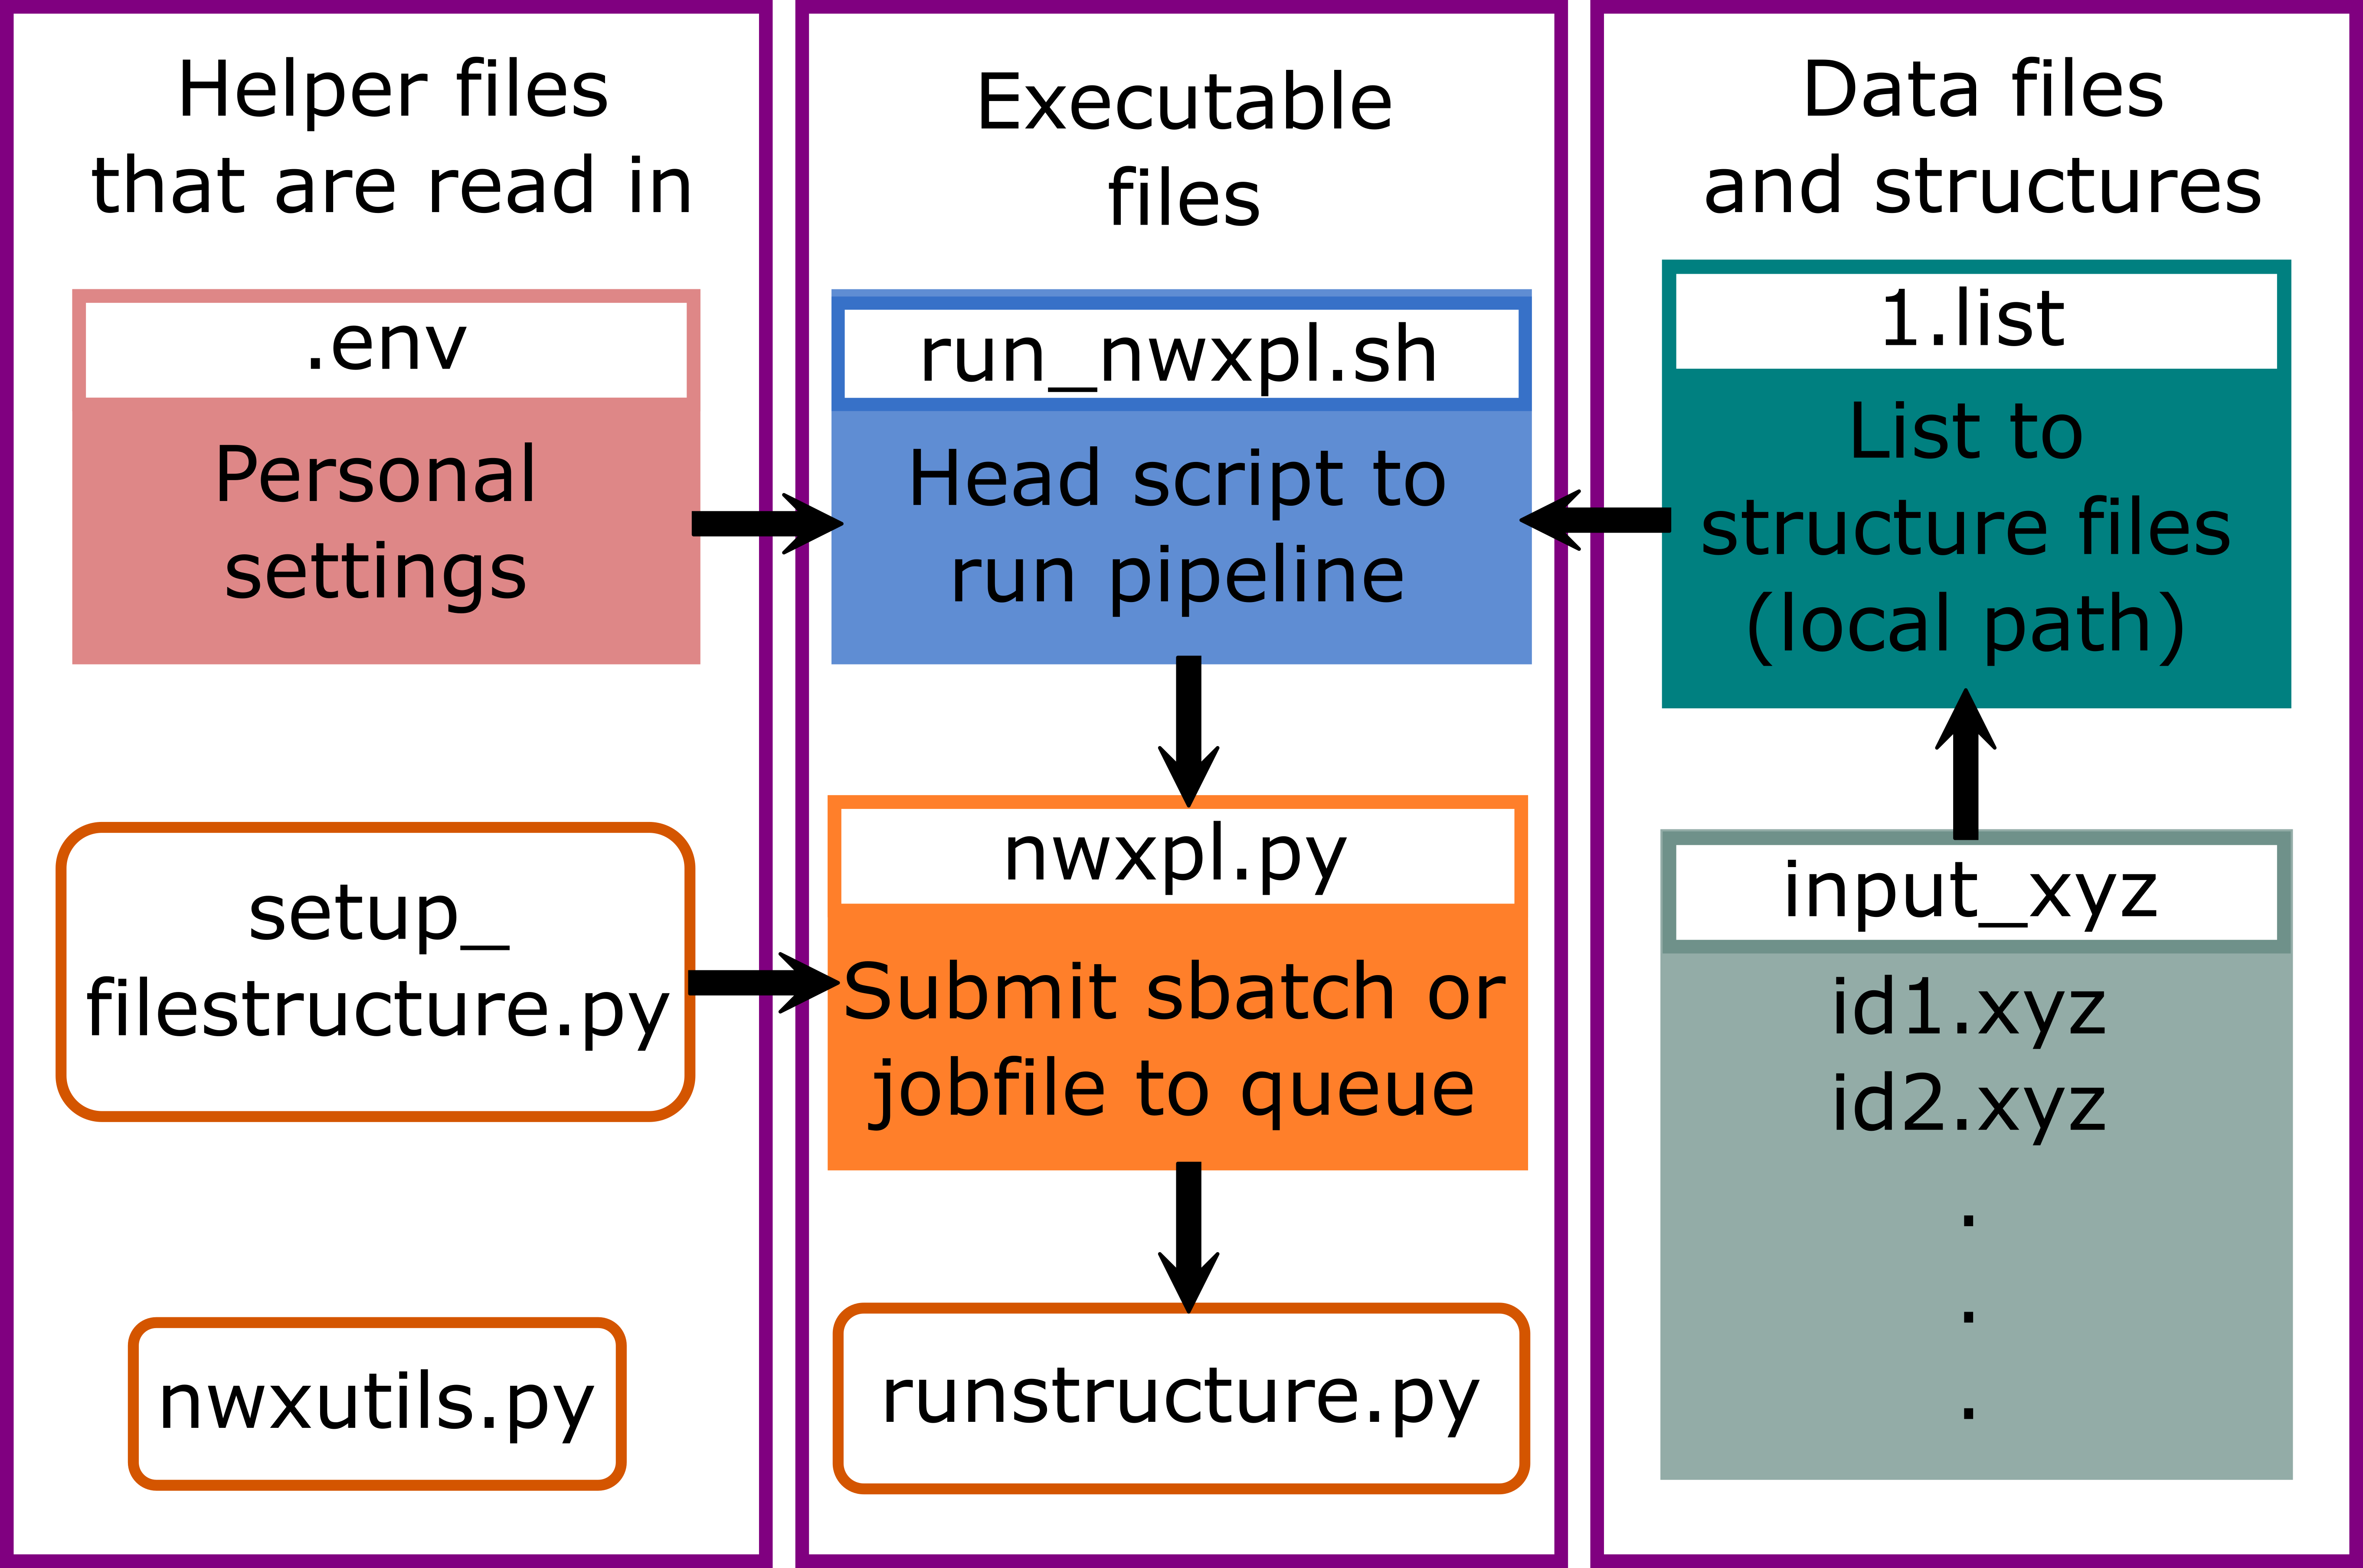 Helper files
that are read in
.env
Personal
settings
setup_
filestructure.py
nwxutils.py
Executable
files
run_nwxpl.sh
Head script to
run pipeline
nwxpl.py
Submit sbatch or
jobfile to queue
runstructure.py
Data files
and structures
1.list
List to
structure files
(local path)
input_xyz
id1.xyz
id2.xyz
.
.
.